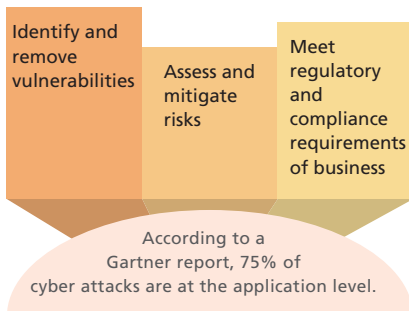 Identify and
remove
vulnerabilities
Assess and
mitigate
risks
Meet
regulatory
and
compliance
requirements
of business
According to a
Gartner report, 75% of
cyber attacks are at the application level.